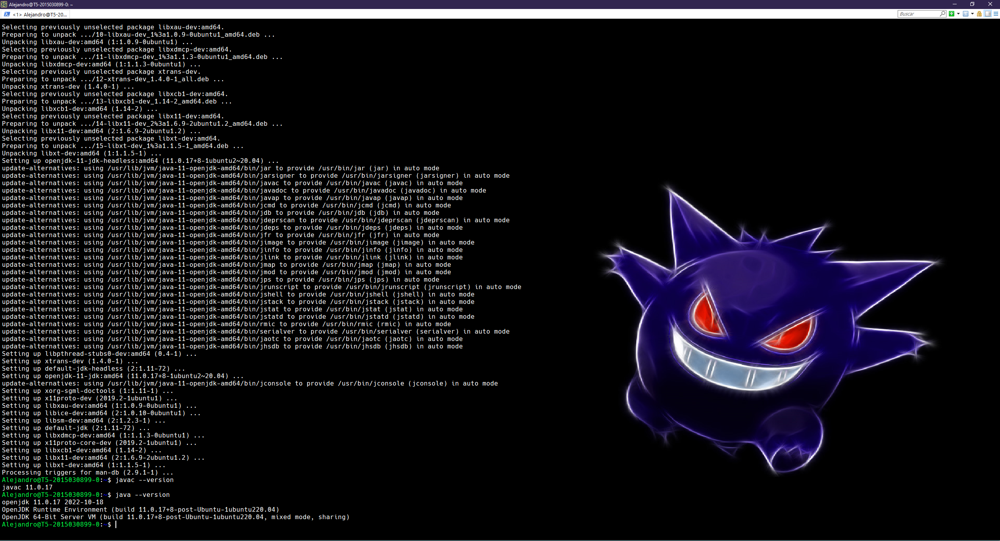 Alejandro@T5-2015030899-0: ~
<1> Alejandro@T5-20...
Buscar
Selecting previously unselected package libxau-dev:amd64.
Preparing to unpack .../10-libxau-dev_1%3a1.0.9-0ubuntu1_amd64.deb ...
Unpacking libxau-dev:amd64 (1:1.0.9-0ubuntu1) ...
Selecting previously unselected package libxdmcp-dev:amd64.
Preparing to unpack .../11-libxdmcp-dev_1%3a1.1.3-0ubuntu1_amd64.deb ...
Unpacking libxdmcp-dev:amd64 (1:1.1.3-0ubuntu1) ...
Selecting previously unselected package xtrans-dev.
Preparing to unpack .../12-xtrans-dev_1.4.0-1_all.deb ...
Unpacking xtrans-dev (1.4.0-1) ...
Selecting previously unselected package libxcb1-dev:amd64.
Preparing to unpack .../13-libxcb1-dev_1.14-2_amd64.deb ...
Unpacking libxcb1-dev:amd64 (1.14-2) ...
Selecting previously unselected package libx11-dev:amd64.
Preparing to unpack .../14-libx11-dev_2%3a1.6.9-2ubuntu1.2_amd64.deb ...
Unpacking libx11-dev:amd64 (2:1.6.9-2ubuntu1.2) ...
Selecting previously unselected package libxt-dev:amd64.
Preparing to unpack .../15-libxt-dev_1%3a1.1.5-1_amd64.deb ...
Unpacking libxt-dev:amd64 (1:1.1.5-1) ...
Setting up openjdk-11-jdk-headless:amd64 (11.0.17+8-1ubuntu2~20.04) ...
update-alternatives: using /usr/lib/jvm/java-11-openjdk-amd64/bin/jar to provide /usr/bin/jar (jar) in auto mode
update-alternatives: using /usr/lib/jvm/java-11-openjdk-amd64/bin/jarsigner to provide /usr/bin/jarsigner (jarsigner) in auto mode
update-alternatives: using /usr/lib/jvm/java-11-openjdk-amd64/bin/javac to provide /usr/bin/javac (javac) in auto mode
update-alternatives: using /usr/lib/jvm/java-11-openjdk-amd64/bin/javadoc to provide /usr/bin/javadoc (javadoc) in auto mode
update-alternatives: using /usr/lib/jvm/java-11-openjdk-amd64/bin/javap to provide /usr/bin/javap (javap) in auto mode
update-alternatives: using /usr/lib/jvm/java-11-openjdk-amd64/bin/jcmd to provide /usr/bin/jcmd (jcmd) in auto mode
update-alternatives: using /usr/lib/jvm/java-11-openjdk-amd64/bin/jdb to provide /usr/bin/jdb (jdb) in auto mode
update-alternatives: using /usr/lib/jvm/java-11-openjdk-amd64/bin/jdeprscan to provide /usr/bin/jdeprscan (jdeprscan) in auto mode
update-alternatives: using /usr/lib/jvm/java-11-openjdk-amd64/bin/jdeps to provide /usr/bin/jdeps (jdeps) in auto mode
update-alternatives: using /usr/lib/jvm/java-11-openjdk-amd64/bin/jfr to provide /usr/bin/jfr (jfr) in auto mode
update-alternatives: using /usr/lib/jvm/java-11-openjdk-amd64/bin/jimage to provide /usr/bin/jimage (jimage) in auto mode
update-alternatives: using /usr/lib/jvm/java-11-openjdk-amd64/bin/jinfo to provide /usr/bin/jinfo (jinfo) in auto mode
update-alternatives: using /usr/lib/jvm/java-11-openjdk-amd64/bin/jlink to provide /usr/bin/jlink (jlink) in auto mode
update-alternatives: using /usr/lib/jvm/java-11-openjdk-amd64/bin/jmap to provide /usr/bin/jmap (jmap) in auto mode
update-alternatives: using /usr/lib/jvm/java-11-openjdk-amd64/bin/jmod to provide /usr/bin/jmod (jmod) in auto mode
update-alternatives: using /usr/lib/jvm/java-11-openjdk-amd64/bin/jps to provide /usr/bin/jps (jps) in auto mode
update-alternatives: using /usr/lib/jvm/java-11-openjdk-amd64/bin/jrunscript to provide /usr/bin/jrunscript (jrunscript) in auto mode
update-alternatives: using /usr/lib/jvm/java-11-openjdk-amd64/bin/jshell to provide /usr/bin/jshell (jshell) in auto mode
update-alternatives: using /usr/lib/jvm/java-11-openjdk-amd64/bin/jstack to provide /usr/bin/jstack (jstack) in auto mode
update-alternatives: using /usr/lib/jvm/java-11-openjdk-amd64/bin/jstat to provide /usr/bin/jstat (jstat) in auto mode
update-alternatives: using /usr/lib/jvm/java-11-openjdk-amd64/bin/jstatd to provide /usr/bin/jstatd (jstatd) in auto mode
update-alternatives: using /usr/lib/jvm/java-11-openjdk-amd64/bin/rmic to provide /usr/bin/rmic (rmic) in auto mode
update-alternatives: using /usr/lib/jvm/java-11-openjdk-amd64/bin/serialver to provide /usr/bin/serialver (serialver) in auto mode
update-alternatives: using /usr/lib/jvm/java-11-openjdk-amd64/bin/jaotc to provide /usr/bin/jaotc (jaotc) in auto mode
update-alternatives: using /usr/lib/jvm/java-11-openjdk-amd64/bin/jhsdb to provide /usr/bin/jhsdb (jhsdb) in auto mode
Setting up libpthread-stubs0-dev:amd64 (0.4-1) ...
Setting up xtrans-dev (1.4.0-1) ...
Setting up default-jdk-headless (2:1.11-72) ...
Setting up openjdk-11-jdk:amd64 (11.0.17+8-1ubuntu2~20.04) ...
update-alternatives: using /usr/lib/jvm/java-11-openjdk-amd64/bin/jconsole to provide /usr/bin/jconsole (jconsole) in auto mode
Setting up xorg-sgml-doctools (1:1.11-1) ...
Setting up x11proto-dev (2019.2-1ubuntu1) ...
Setting up libxau-dev:amd64 (1:1.0.9-0ubuntu1) ...
Setting up libice-dev:amd64 (2:1.0.10-0ubuntu1) ...
Setting up libsm-dev:amd64 (2:1.2.3-1) ...
Setting up default-jdk (2:1.11-72) ...
Setting up libxdmcp-dev:amd64 (1:1.1.3-0ubuntu1) ...
Setting up x11proto-core-dev (2019.2-1ubuntu1) ...
Setting up libxcb1-dev:amd64 (1.14-2) ...
Setting up libx11-dev:amd64 (2:1.6.9-2ubuntu1.2) ...
Setting up libxt-dev:amd64 (1:1.1.5-1) ...
Processing triggers for man-db (2.9.1-1) ...
Alejandro@T5-2015030899-0:~$ javac --version
javac 11.0.17
Alejandro@T5-2015030899-0:~$ java --version
openjdk 11.0.17 2022-10-18
OpenJDK Runtime Environment (build 11.0.17+8-post-Ubuntu-1ubuntu220.04)
OpenJDK 64-Bit Server VM (build 11.0.17+8-post-Ubuntu-1ubuntu220.04, mixed mode, sharing)
Alejandro@T5-2015030899-0:~$